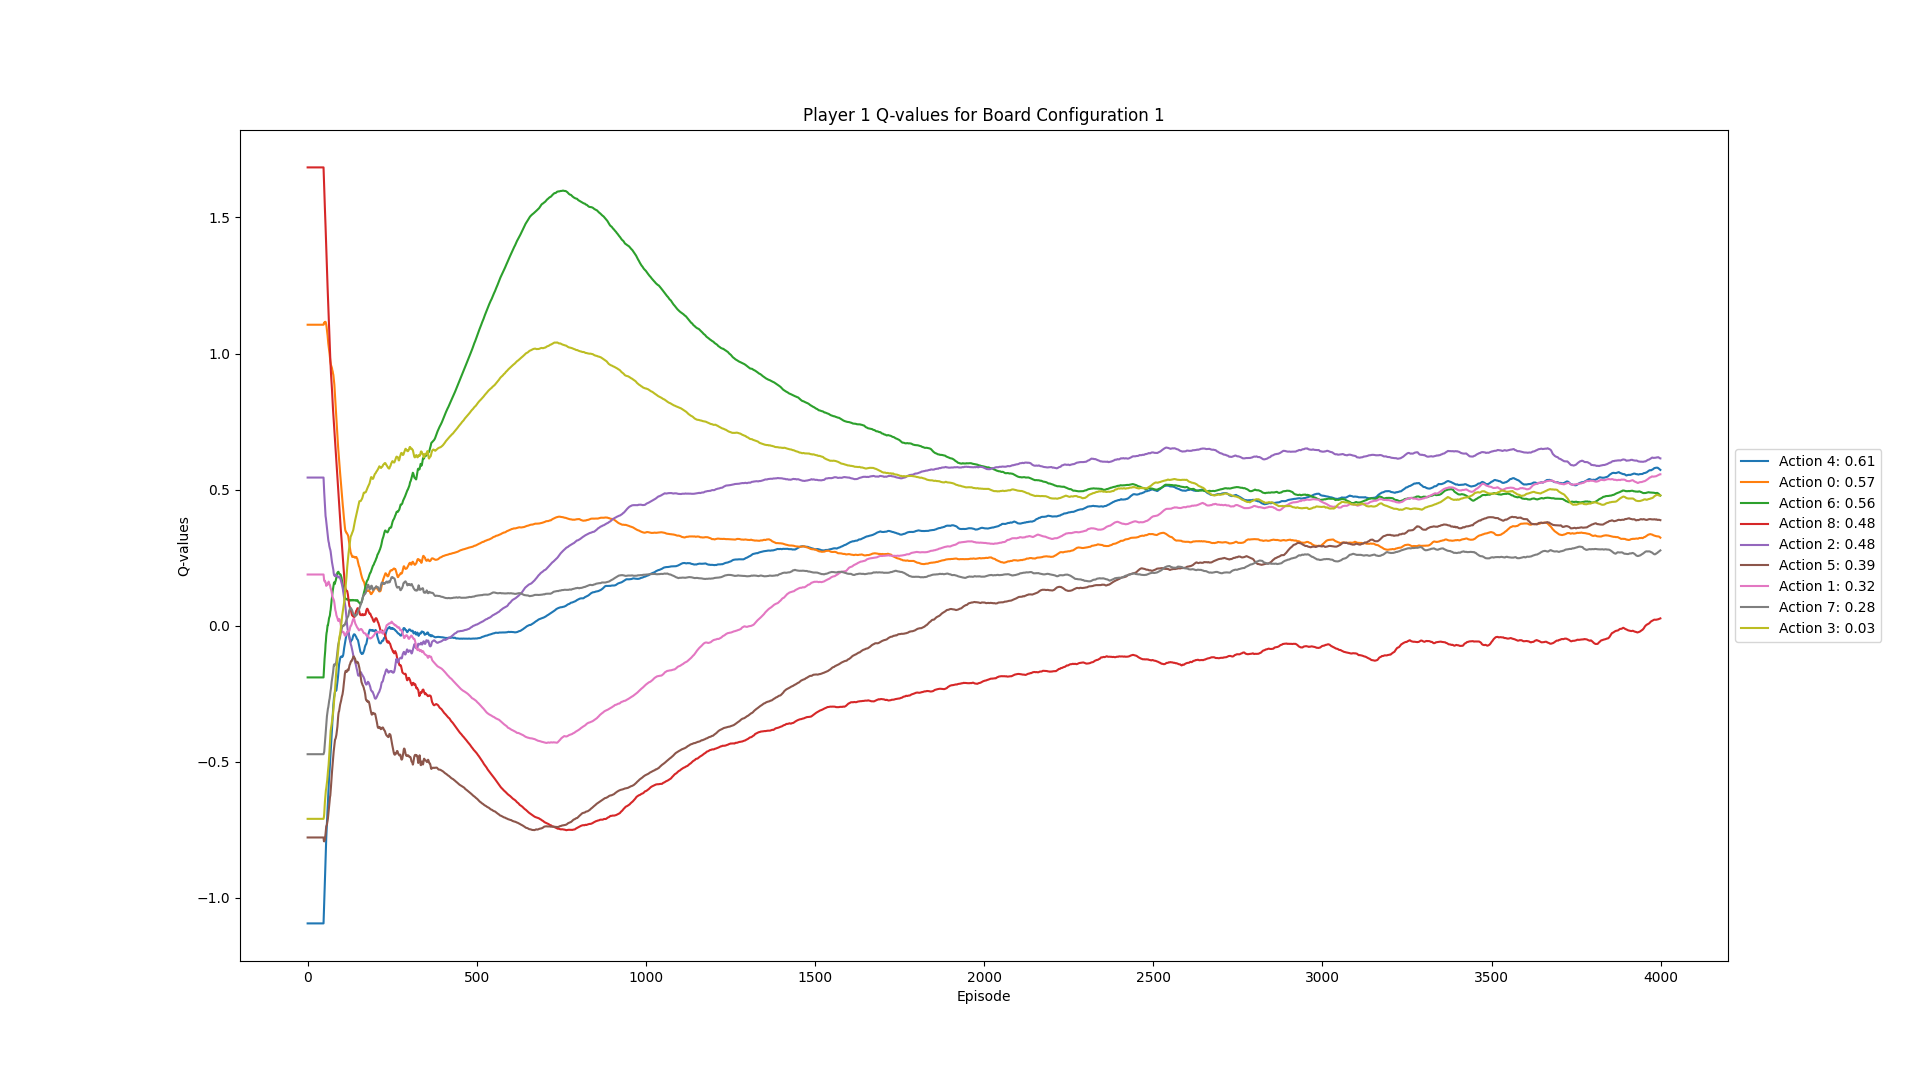 Player 1 Q-values for Board Configuration 1
Q-values
1.5
1.0
0.5
0.0
−0.5
−1.0
0
500
1000
1500
2000
2500
3000
3500
4000
Episode
Action 4: 0.61
Action 0: 0.57
Action 6: 0.56
Action 8: 0.48
Action 2: 0.48
Action 5: 0.39
Action 1: 0.32
Action 7: 0.28
Action 3: 0.03